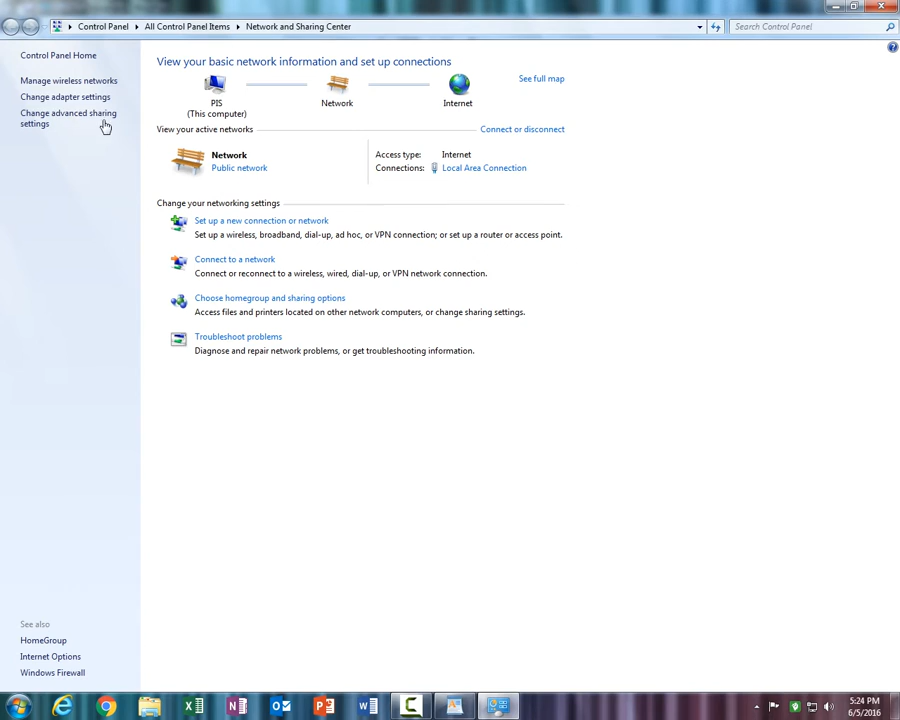 Control Panel ▸ All Control Panel Items ▸ Network and Sharing Center
Search Control Panel
Control Panel Home
Manage wireless networks
Change adapter settings
Change advanced sharing
settings
View your basic network information and set up connections
See full map
PIS
(This computer)
Network
Internet
View your active networks
Connect or disconnect
Network
Public network
Access type: Internet
Connections: Local Area Connection
Change your networking settings
Set up a new connection or network
Set up a wireless, broadband, dial-up, ad hoc, or VPN connection; or set up a router or access point.
Connect to a network
Connect or reconnect to a wireless, wired, dial-up, or VPN network connection.
Choose homegroup and sharing options
Access files and printers located on other network computers, or change sharing settings.
Troubleshoot problems
Diagnose and repair network problems, or get troubleshooting information.
See also
HomeGroup
Internet Options
Windows Firewall
5:24 PM
6/5/2016